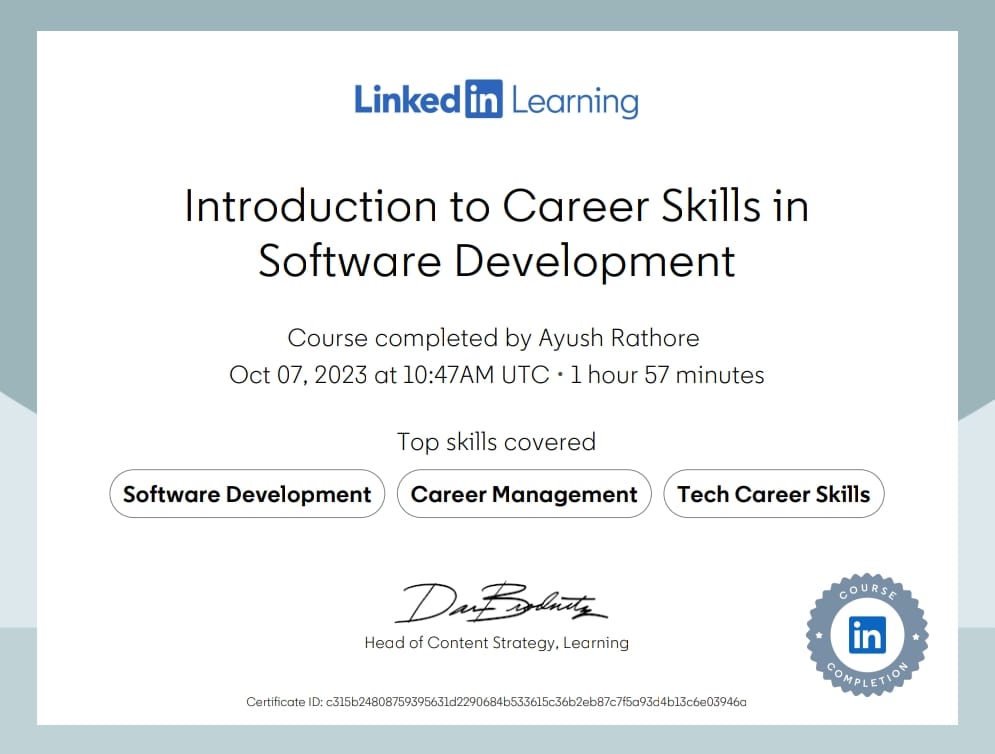 Linked in Learning
Introduction to Career Skills in
Software Development
Course completed by Ayush Rathore
Oct 07, 2023 at 10:47AM UTC • 1 hour 57 minutes
Top skills covered
Software Development
Career Management
Tech Career Skills
Dan Brodnitz
Head of Content Strategy, Learning
COURSE
in
COMPLETION
Certificate ID: c315b24808759395631d2290684b533615c36b2eb87c7f5a93d4b13c6e03946a